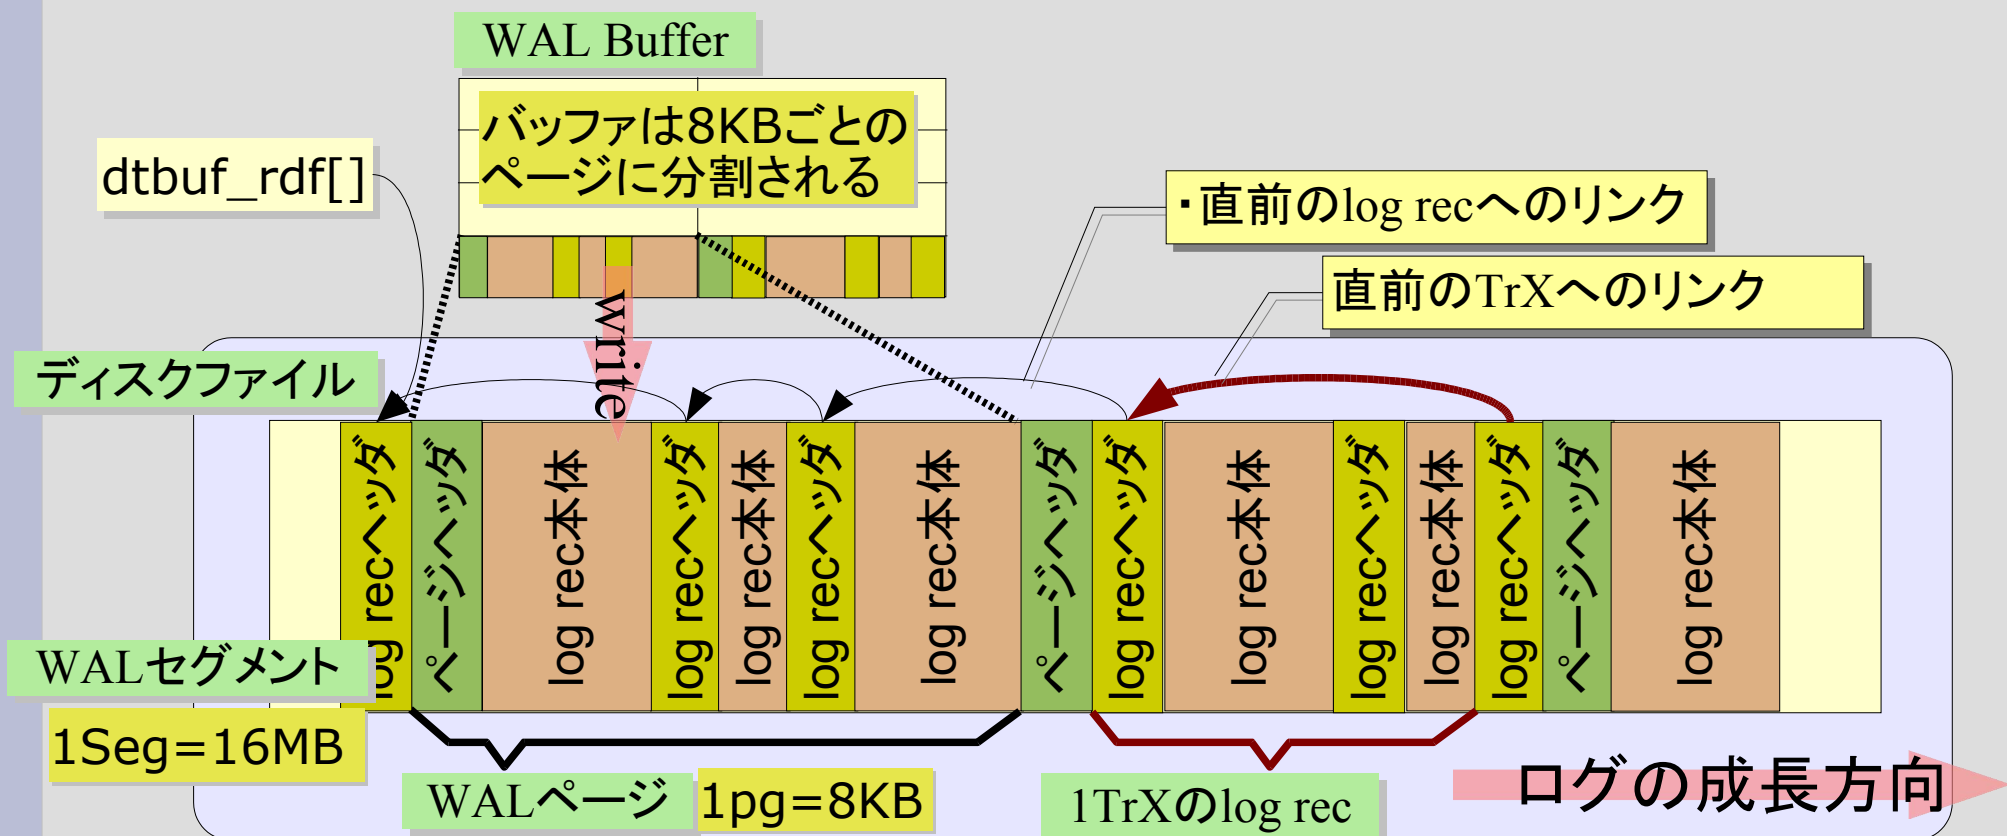 WAL Buffer
バッファは8KBごとの
ページに分割される
dtbuf_rdf[]
・直前のlog recへのリンク
直前のTrXへのリンク
write
ディスクファイル
log recヘッダ
ページヘッダ
log rec本体
log recヘッダ
log rec本体
log recヘッダ
log rec本体
ページヘッダ
log recヘッダ
log rec本体
log recヘッダ
log rec本体
log recヘッダ
ページヘッダ
log rec本体
WALセグメント
1Seg=16MB
WALページ
1pg=8KB
1TrXのlog rec
ログの成長方向